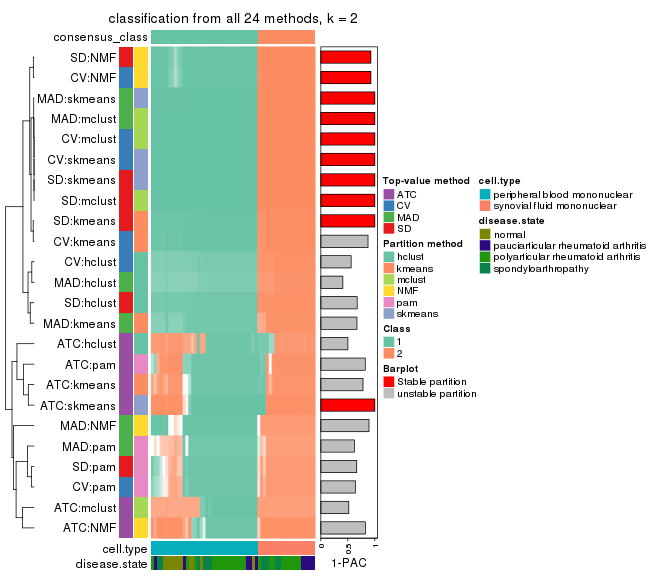 classification from all 24 methods, k = 2
consensus_class
SD:NMF
CV:NMF
MAD:skmeans
MAD:mclust
CV:mclust
CV:skmeans
SD:skmeans
SD:mclust
SD:kmeans
CV:kmeans
CV:hclust
MAD:hclust
SD:hclust
MAD:kmeans
ATC:hclust
ATC:pam
ATC:kmeans
ATC:skmeans
MAD:NMF
MAD:pam
SD:pam
CV:pam
ATC:mclust
ATC:NMF
cell.type
disease.state
0 0.5 1
1-PAC
Top-value method
ATC
CV
MAD
SD
Partition method
hclust
kmeans
mclust
NMF
pam
skmeans
Class
1
2
Barplot
Stable partition
unstable partition
cell.type
peripheral blood mononuclear
synovial fluid mononuclear
disease.state
normal
pauciarticular rheumatoid arthritis
polyarticular rheumatoid arthritis
spondyloarthropathy